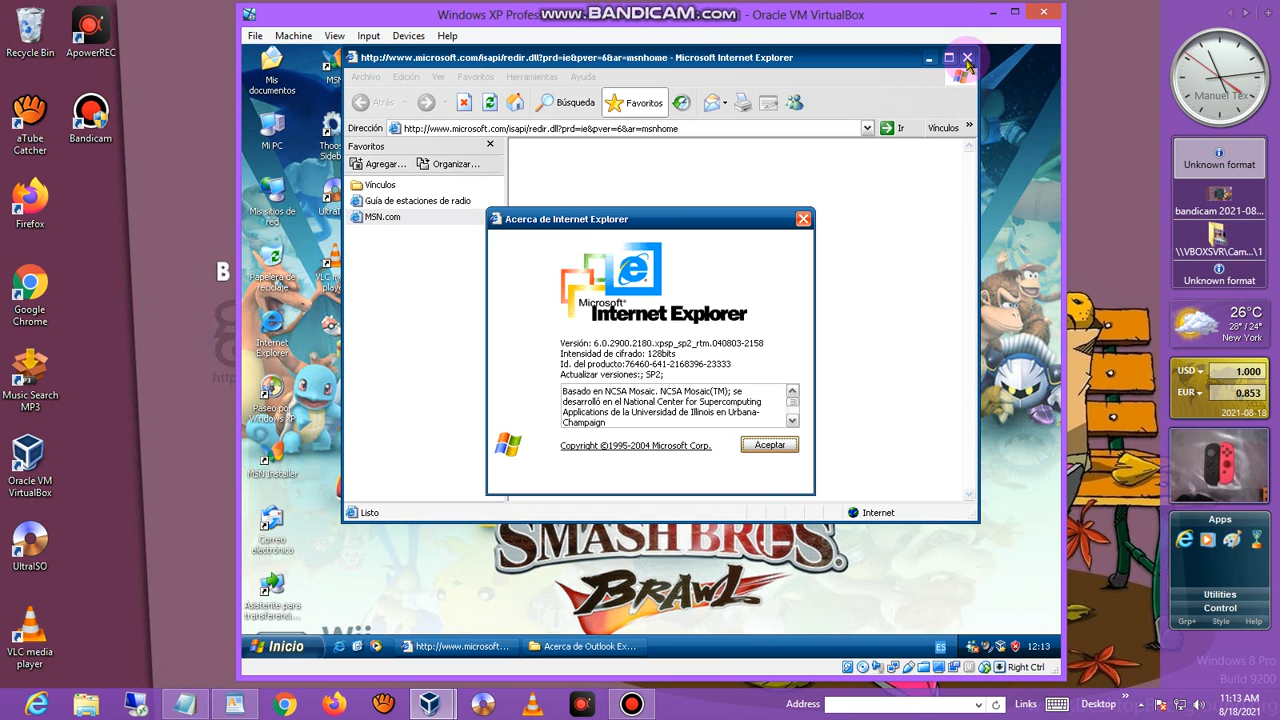 Windows XP Profes
www.BANDICAM.com
- Oracle VM VirtualBox
File Machine View Input Devices Help
http://www.microsoft.com/isapi/redir.dll?prd=ie&pver=6&ar=msnhome - Microsoft Internet Explorer
Archivo Edición Ver Favoritos Herramientas Ayuda
Atrás Búsqueda Favoritos
Dirección http://www.microsoft.com/isapi/redir.dll?prd=ie&pver=6&ar=msnhome Ir Vínculos »
Favoritos
Agregar... Organizar...
Vínculos
Guía de estaciones de radio
MSN.com
Acerca de Internet Explorer
Microsoft®
Internet Explorer
Versión: 6.0.2900.2180.xpsp_sp2_rtm.040803-2158
Intensidad de cifrado: 128bits
Id. del producto:76460-641-2168396-23333
Actualizar versiones:; SP2;
Basado en NCSA Mosaic. NCSA Mosaic(TM); se
desarrolló en el National Center for Supercomputing
Applications de la Universidad de Illinois en Urbana-
Champaign
Copyright ©1995-2004 Microsoft Corp.
Aceptar
Listo
Internet
Recycle Bin
ApowerREC
aTube
Catcher
Bandicam
Firefox
Google
Chrome
Music Search
MP3
Oracle VM
VirtualBox
UltraISO
VLC media
player
B
Mis
documentos
MSN
Mi PC
Thoos
Sideb
Mis sitios de
red
UltraI
Papelera de
reciclaje
VLC m
playe
Internet
Explorer
Paseo por
Windows XP
MSN Installer
Correo
electrónico
Asistente para
transferenci...
SMASH BROS.
BRAWL
Wii
Inicio
http://www.microsoft...
Acerca de Outlook Ex...
ES
12:13
Right Ctrl
Manuel Tex
Unknown format
bandicam 2021-08...
\\VBOXSVR\Cam...\1
Unknown format
26°C
28° / 24°
New York
USD 1.000
EUR 0.853
2021-08-18
Apps
Utilities
Control
Grp+ Style Help
Windows 8 Pro
Build 9200
Address
Links
Desktop »
11:13 AM
8/18/2021